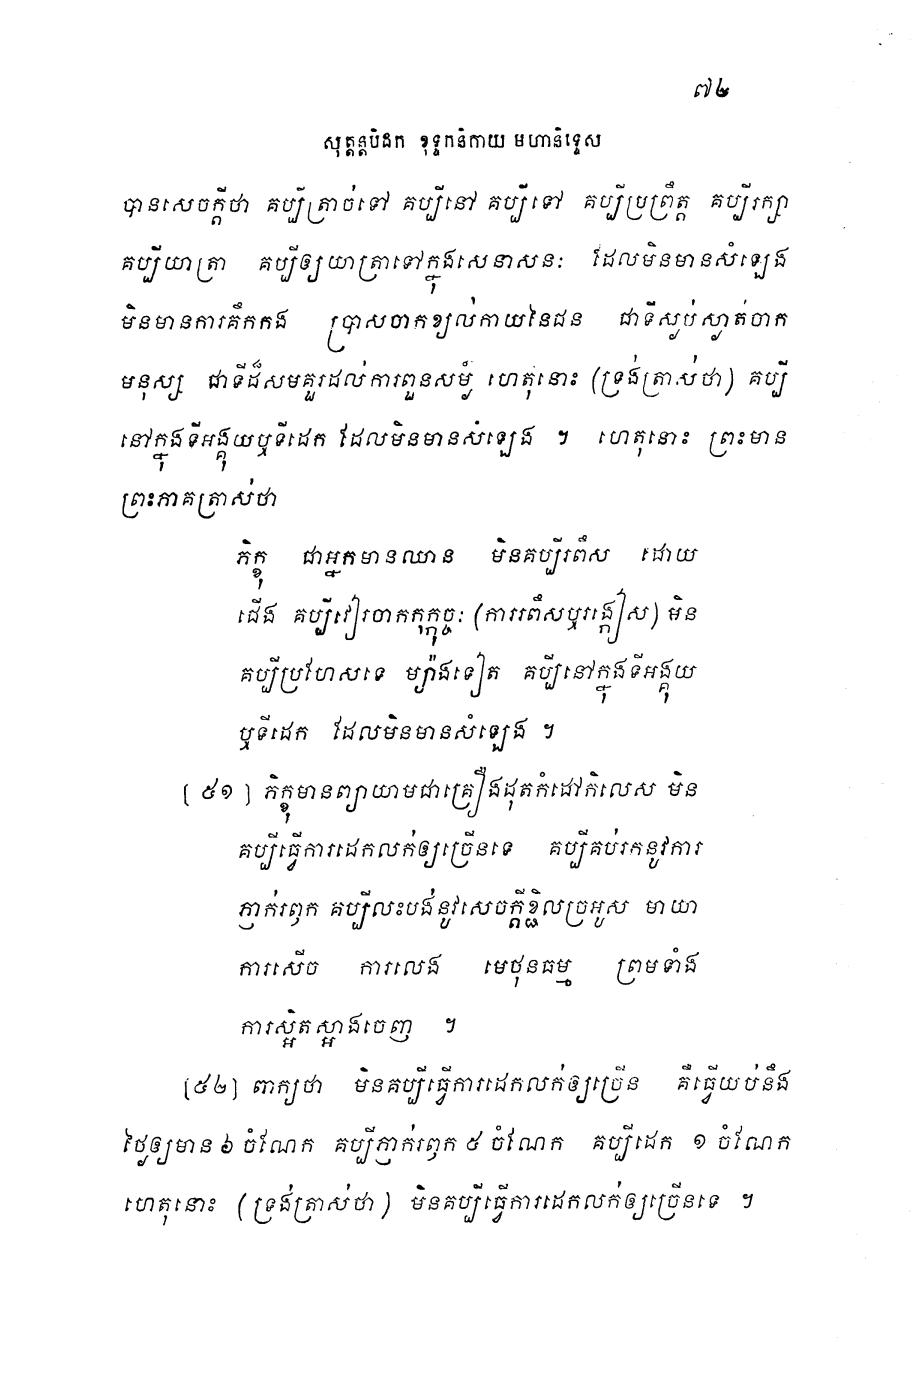 ៧៤
សុត្តន្តបិដក ខុទ្ទកនិកាយ មហានិទ្ទេស
បានសេចក្តីថា គប្បីត្រាច់ទៅ គប្បីនៅ គប្បីទៅ គប្បីប្រព្រឹត្ត គប្បីរក្សា
គប្បីយាត្រា គប្បីឲ្យយាត្រាទៅក្នុងសេនាសនៈ ដែលមិនមានសំឡេង
មិនមានការគឹកកង ប្រាសចាកខ្យល់កាយនៃជន ជាទីស្ងប់ស្ងាត់ចាក
មនុស្ស ជាទីដ៏សមគួរដល់ការពួនសម្ងំ ហេតុនោះ (ទ្រង់ត្រាស់ថា) គប្បី
នៅក្នុងទីអង្គុយឬទីដេក ដែលមិនមានសំឡេង ។ ហេតុនោះ ព្រះមាន
ព្រះភាគត្រាស់ថា
ភិក្ខុ ជាអ្នកមានឈាន មិនគប្បីរពឹស ដោយ
ជើង គប្បីវៀរចាកកុក្កុច្ចៈ (ការរពឹសឬរង្គៀស) មិន
គប្បីប្រហែសទេ ម្យ៉ាងទៀត គប្បីនៅក្នុងទីអង្គុយ
ឬទីដេក ដែលមិនមានសំឡេង ។
[ ៥១ ] ភិក្ខុមានព្យាយាមជាគ្រឿងដុតកំដៅកិលេស មិន
គប្បីធ្វើការដេកលក់ឲ្យច្រើនទេ គប្បីគប់រកនូវការ
ភ្ញាក់រឭក គប្បីលះបង់នូវសេចក្តីខ្ជិលច្រអូស មាយា
ការសើច ការលេង មេថុនធម្ម ព្រមទាំង
ការស្អិតស្អាងចេញ ។
[៥២] ពាក្យថា មិនគប្បីធ្វើការដេកលក់ឲ្យច្រើន គឺធ្វើយប់នឹង
ថ្ងៃឲ្យមាន ៦ ចំណែក គប្បីភ្ញាក់រឭក ៥ ចំណែក គប្បីដេក ១ ចំណែក
ហេតុនោះ (ទ្រង់ត្រាស់ថា) មិនគប្បីធ្វើការដេកលក់ឲ្យច្រើនទេ ។